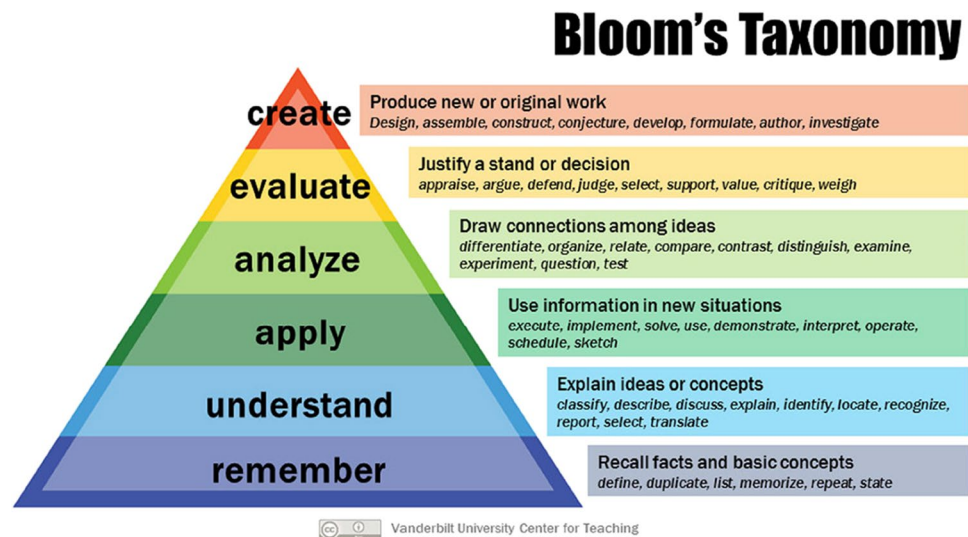 Bloom's Taxonomy
create
Produce new or original work
Design, assemble, construct, conjecture, develop, formulate, author, investigate
evaluate
Justify a stand or decision
appraise, argue, defend, judge, select, support, value, critique, weigh
analyze
Draw connections among ideas
differentiate, organize, relate, compare, contrast, distinguish, examine,
experiment, question, test
apply
Use information in new situations
execute, implement, solve, use, demonstrate, interpret, operate,
schedule, sketch
understand
Explain ideas or concepts
classify, describe, discuss, explain, identify, locate, recognize,
report, select, translate
remember
Recall facts and basic concepts
define, duplicate, list, memorize, repeat, state
cc
Vanderbilt University Center for Teaching